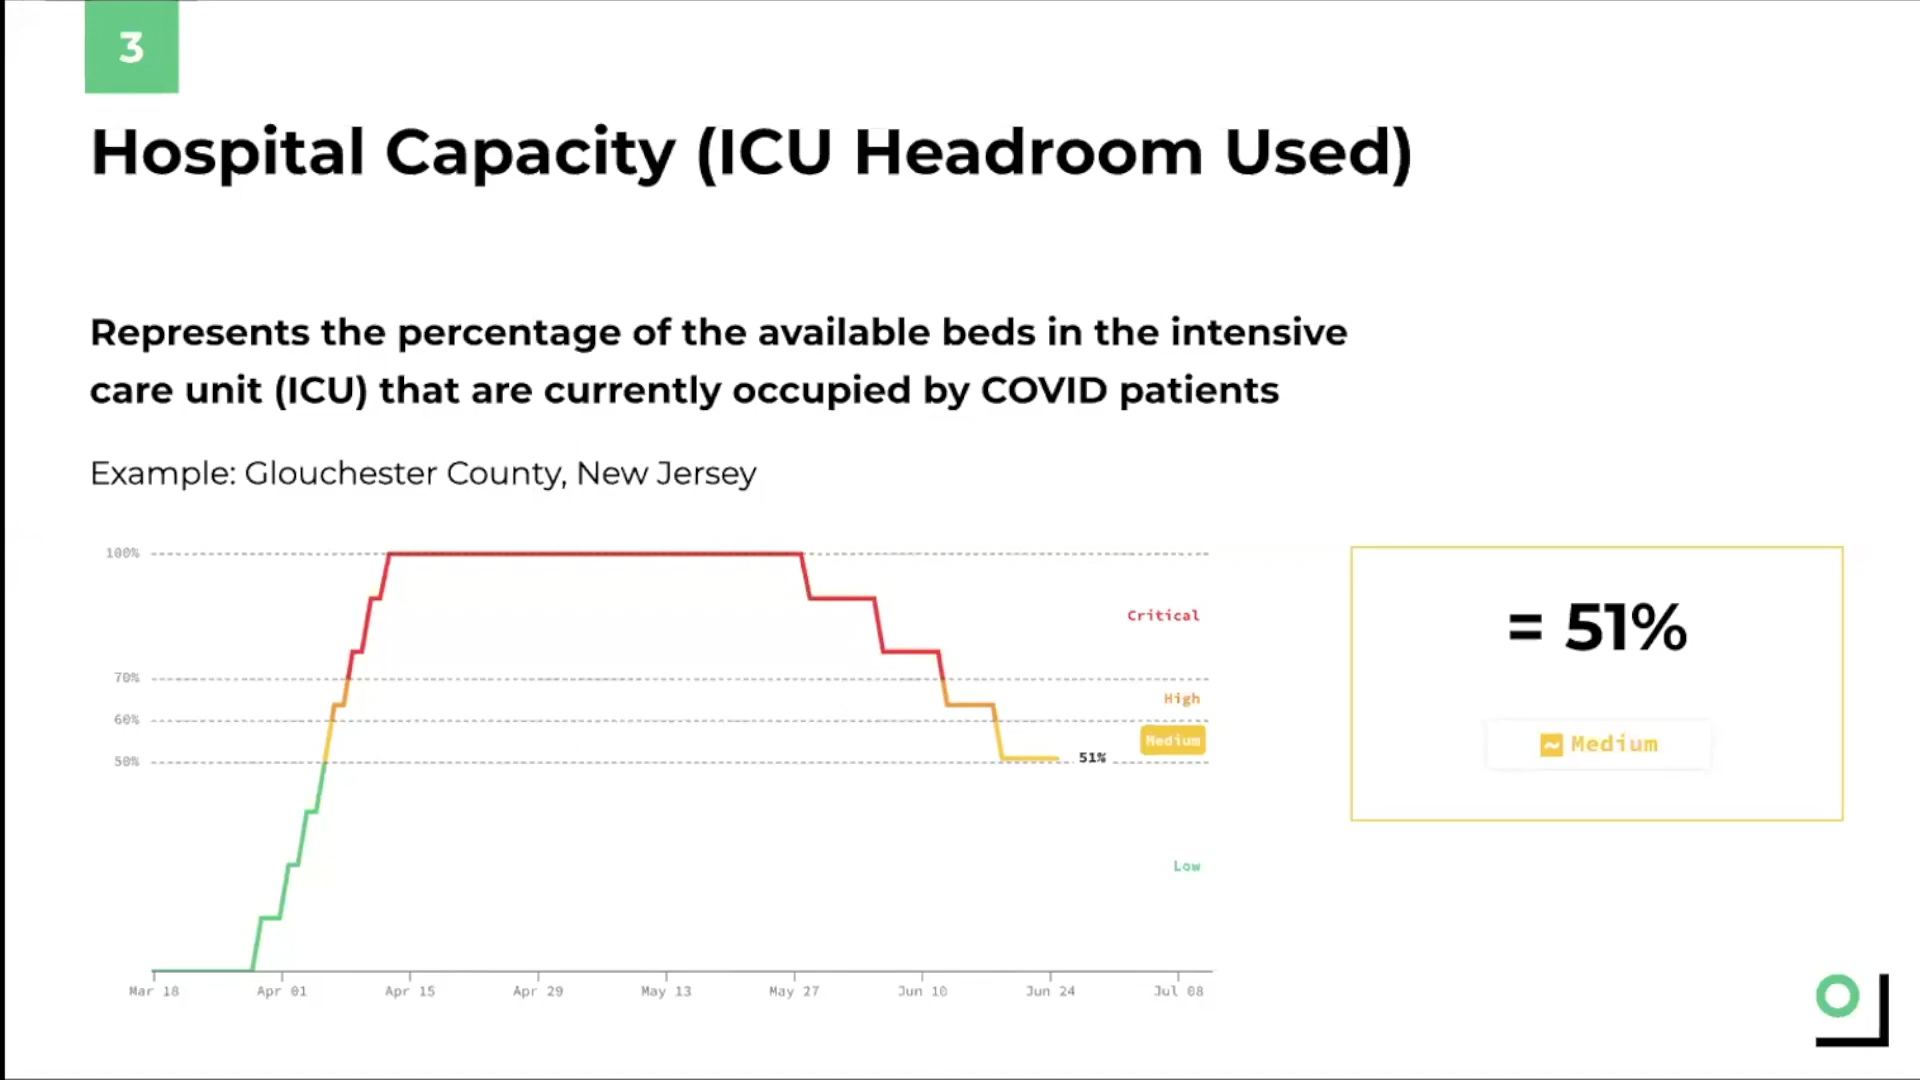 3
Hospital Capacity (ICU Headroom Used)
Represents the percentage of the available beds in the intensive
care unit (ICU) that are currently occupied by COVID patients
Example: Glouchester County, New Jersey
100%
Critical
70%
High
60%
Medium
50%
51%
Low
Mar 18 Apr 01 Apr 15 Apr 29 May 13 May 27 Jun 10 Jun 24 Jul 08
= 51%
Medium